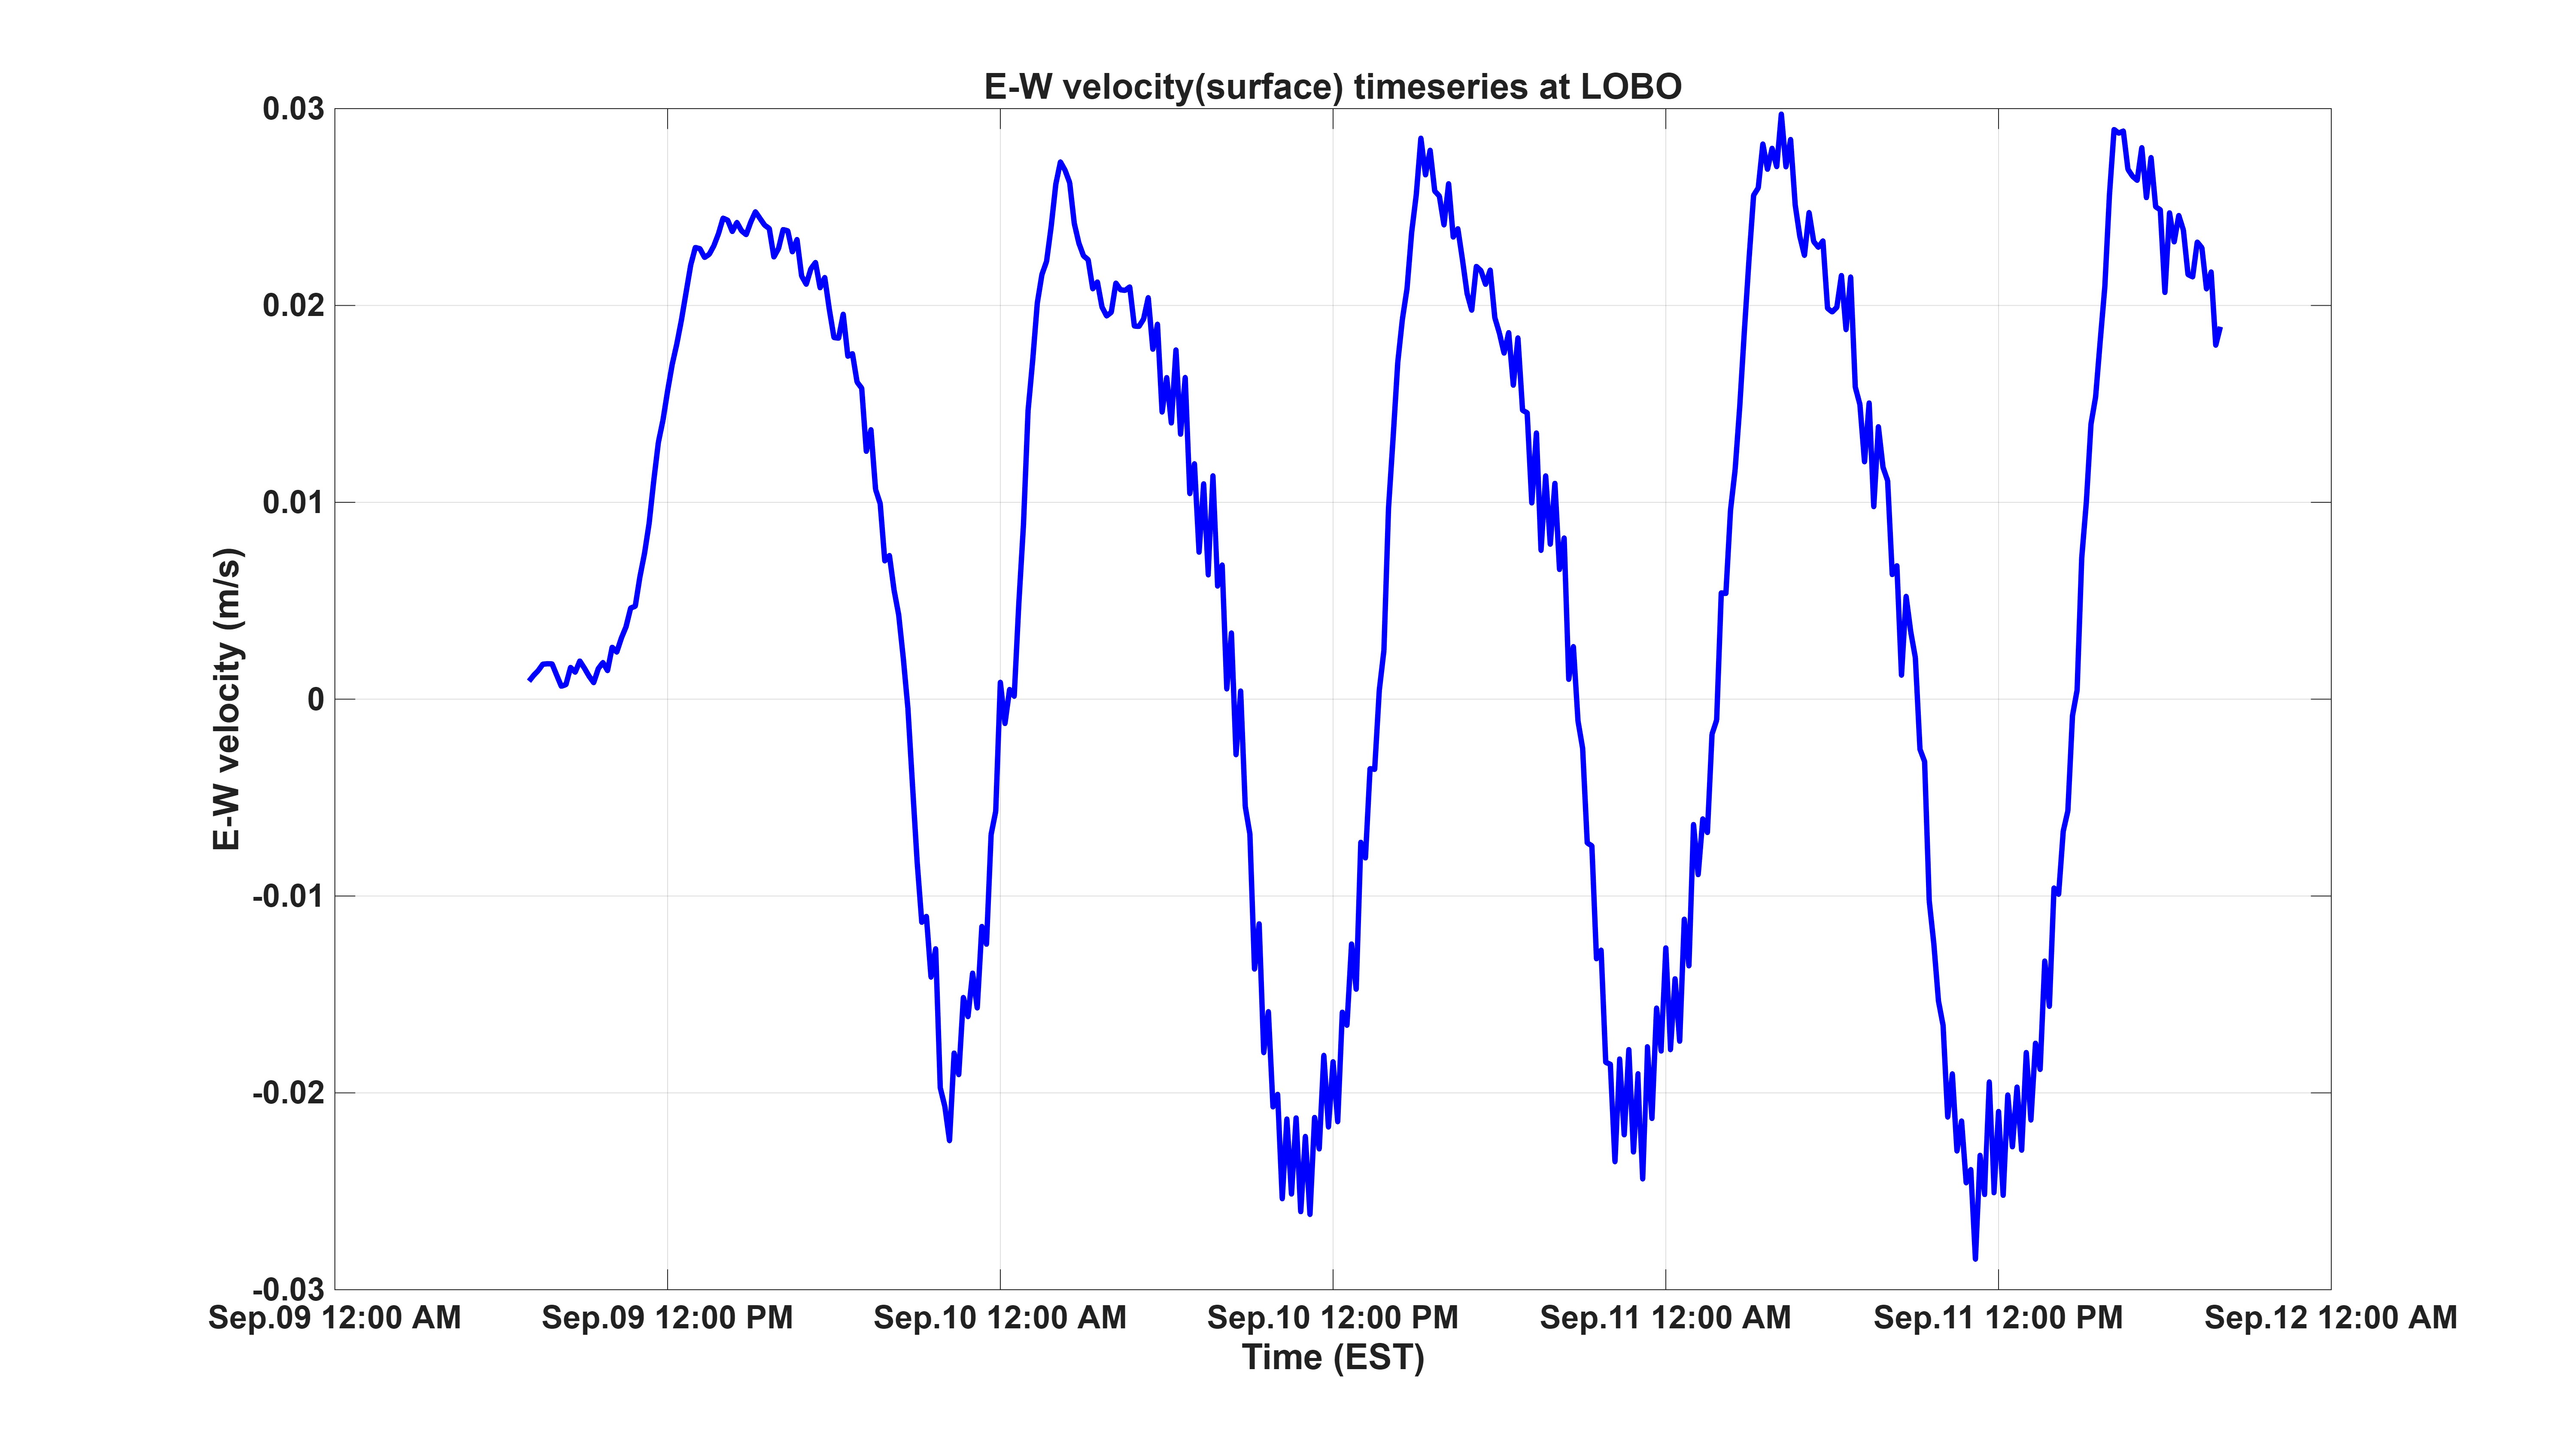 E-W velocity(surface) timeseries at LOBO
E-W velocity (m/s)
0.03
0.02
0.01
0
-0.01
-0.02
-0.03
Sep.09 12:00 AM
Sep.09 12:00 PM
Sep.10 12:00 AM
Sep.10 12:00 PM
Sep.11 12:00 AM
Sep.11 12:00 PM
Sep.12 12:00 AM
Time (EST)